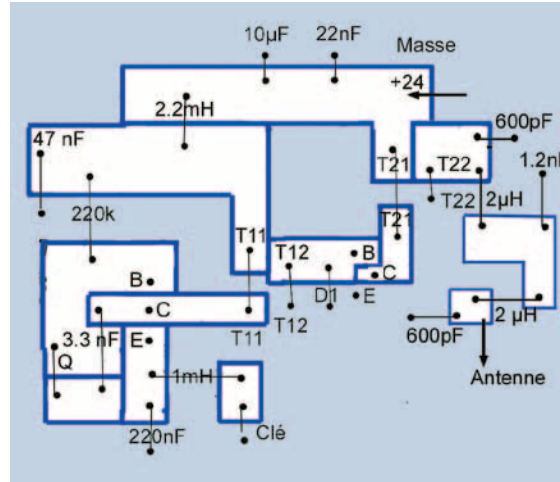 10µF 22nF
Masse
+24
2.2mH
600pF
47 nF
T21 T22
1.2n
220k
T22 2µH
T21
T11
T12
B
B
C
C
D1
E
T11
T12
2 µH
E
3.3 nF
600pF
Q
1mH
Antenne
220nF
Clé